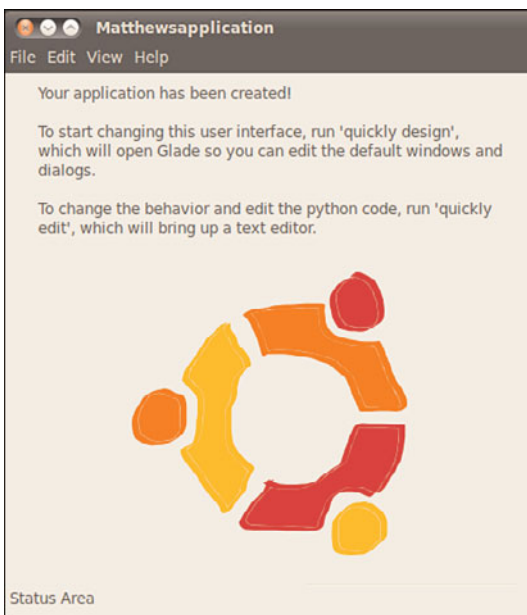 Matthewsapplication
File Edit View Help
Your application has been created!
To start changing this user interface, run 'quickly design',
which will open Glade so you can edit the default windows and
dialogs.
To change the behavior and edit the python code, run 'quickly
edit', which will bring up a text editor.
Status Area